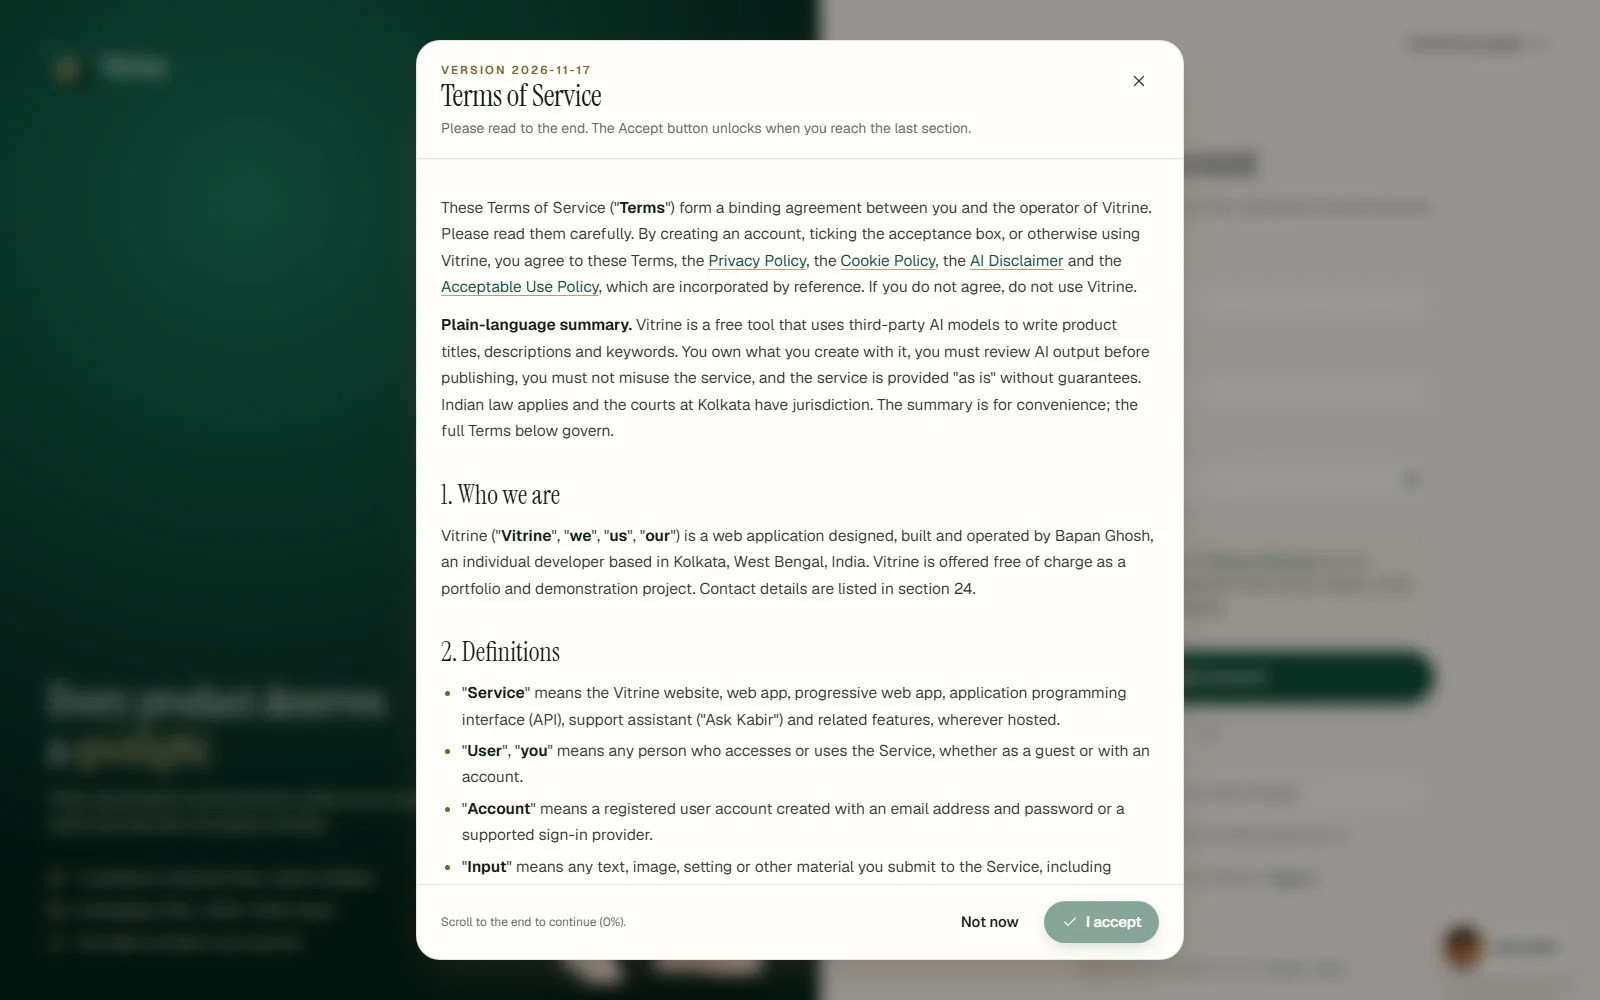 VERSION 2026-11-17
Terms of Service
Please read to the end. The Accept button unlocks when you reach the last section.
These Terms of Service ("Terms") form a binding agreement between you and the operator of Vitrine.
Please read them carefully. By creating an account, ticking the acceptance box, or otherwise using
Vitrine, you agree to these Terms, the Privacy Policy, the Cookie Policy, the AI Disclaimer and the
Acceptable Use Policy, which are incorporated by reference. If you do not agree, do not use Vitrine.
Plain-language summary. Vitrine is a free tool that uses third-party AI models to write product
titles, descriptions and keywords. You own what you create with it, you must review AI output before
publishing, you must not misuse the service, and the service is provided "as is" without guarantees.
Indian law applies and the courts at Kolkata have jurisdiction. The summary is for convenience; the
full Terms below govern.
1. Who we are
Vitrine ("Vitrine", "we", "us", "our") is a web application designed, built and operated by Bapan Ghosh,
an individual developer based in Kolkata, West Bengal, India. Vitrine is offered free of charge as a
portfolio and demonstration project. Contact details are listed in section 24.
2. Definitions
• "Service" means the Vitrine website, web app, progressive web app, application programming
interface (API), support assistant ("Ask Kabir") and related features, wherever hosted.
• "User", "you" means any person who accesses or uses the Service, whether as a guest or with an
account.
• "Account" means a registered user account created with an email address and password or a
supported sign-in provider.
• "Input" means any text, image, setting or other material you submit to the Service, including
Scroll to the end to continue (0%).
Not now
I accept
Every product deserves
a spotlight